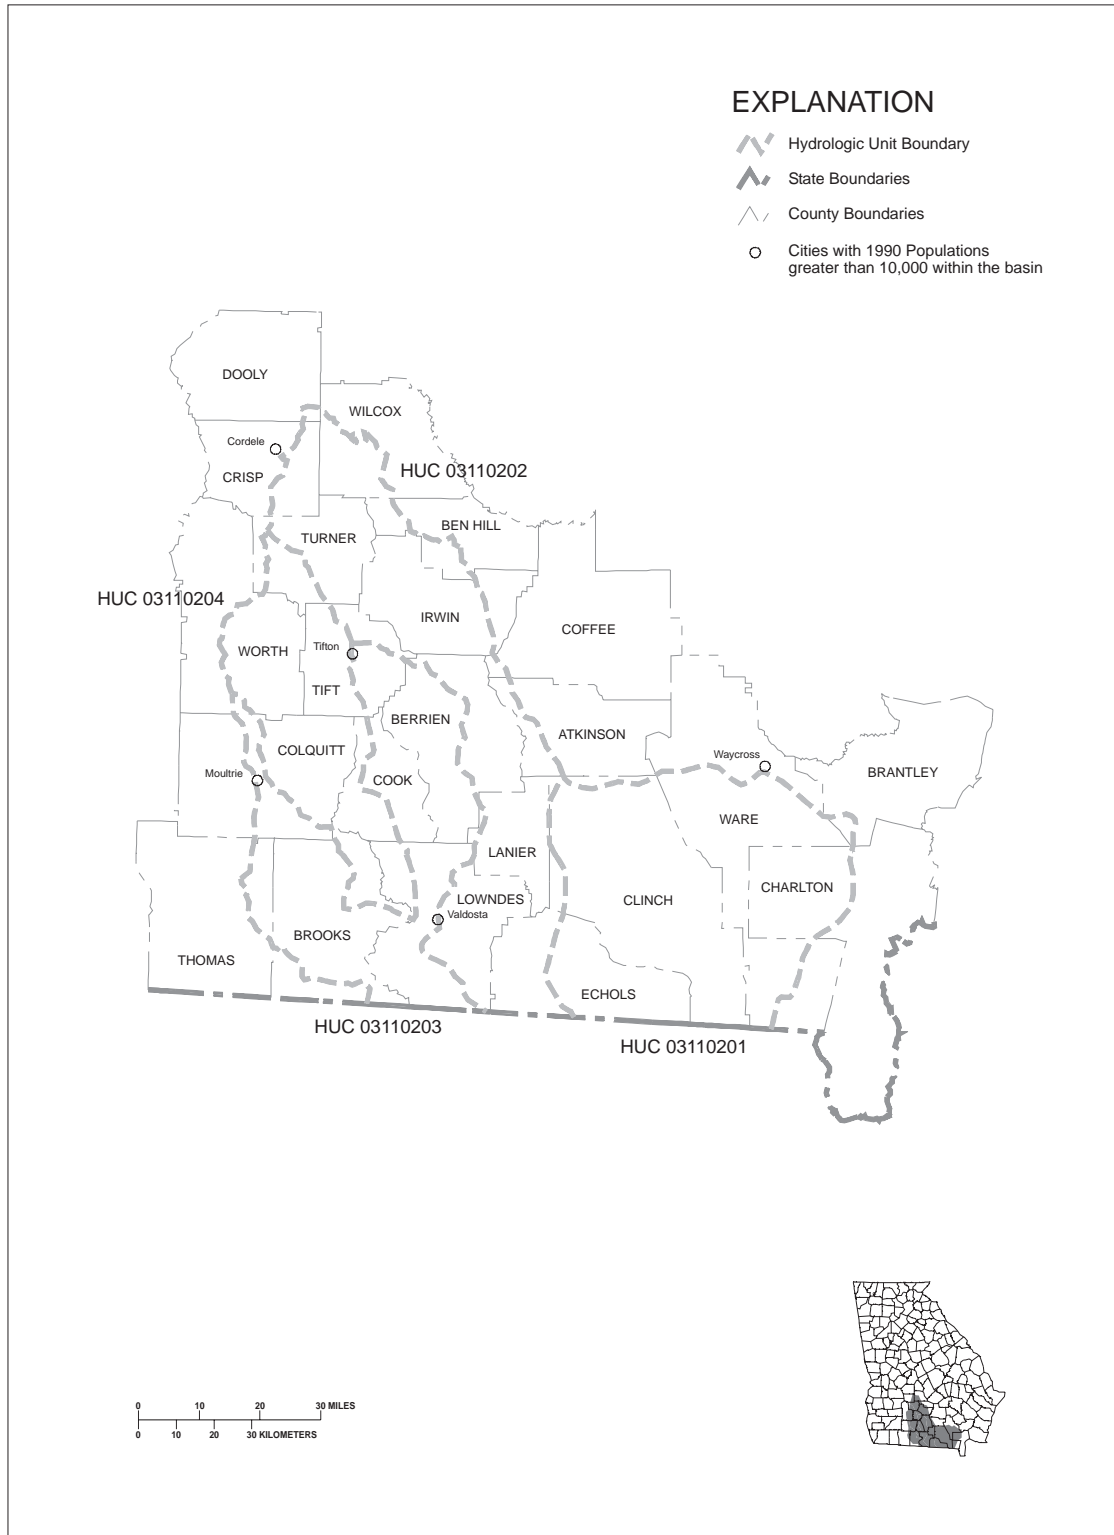 EXPLANATION
Hydrologic Unit Boundary
State Boundaries
County Boundaries
Cities with 1990 Populations
greater than 10,000 within the basin
DOOLY
WILCOX
Cordele
HUC 03110202
CRISP
BEN HILL
TURNER
HUC 03110204
IRWIN
COFFEE
Tifton
WORTH
TIFT
BERRIEN
ATKINSON
COLQUITT
Waycross
Moultrie
COOK
BRANTLEY
WARE
LANIER
CHARLTON
LOWNDES
CLINCH
Valdosta
BROOKS
THOMAS
ECHOLS
HUC 03110203
HUC 03110201
0 10 20 30 MILES
0 10 20 30 KILOMETERS